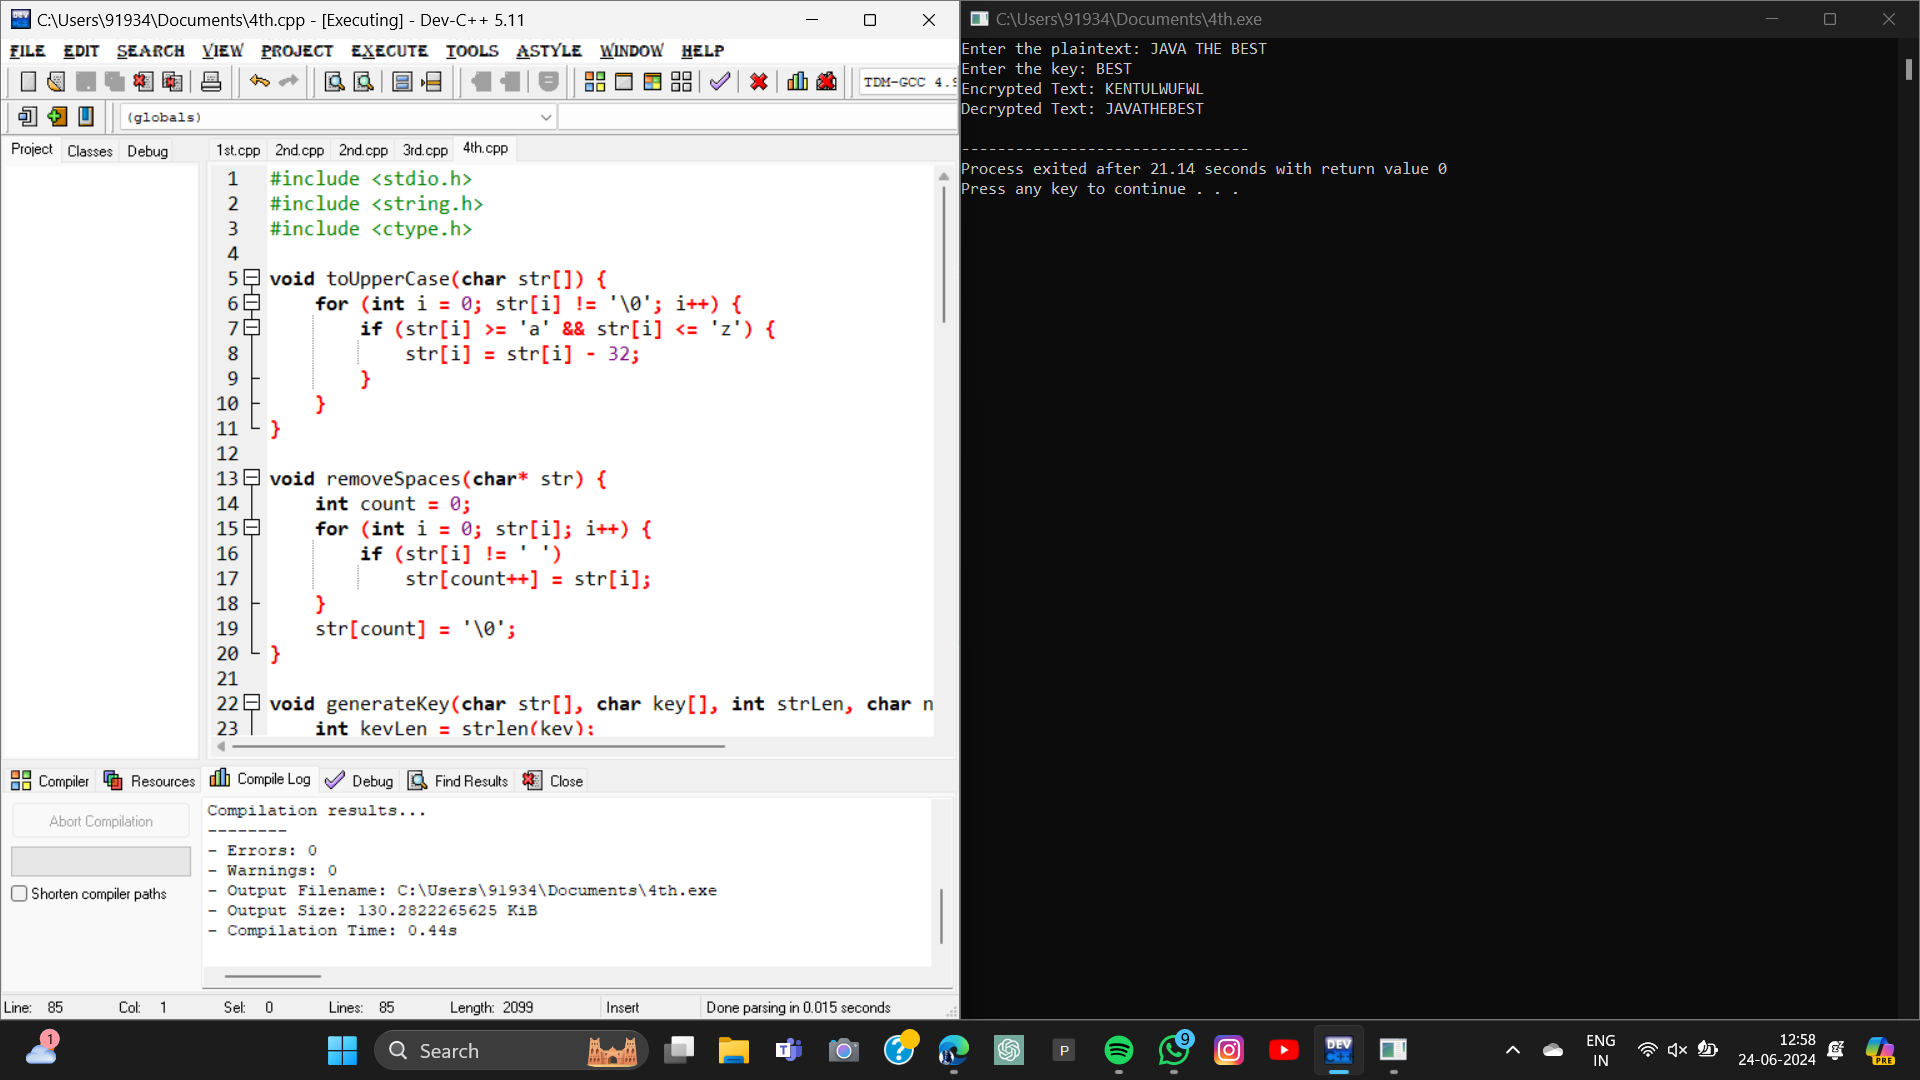 C:\Users\91934\Documents\4th.cpp - [Executing] - Dev-C++ 5.11
FILE EDIT SEARCH VIEW PROJECT EXECUTE TOOLS ASTYLE WINDOW HELP
TDM-GCC 4.9
(globals)
Project Classes Debug
1st.cpp 2nd.cpp 2nd.cpp 3rd.cpp 4th.cpp
1 #include <stdio.h>
2 #include <string.h>
3 #include <ctype.h>
4
5 void toUpperCase(char str[]) {
6 for (int i = 0; str[i] != '\0'; i++) {
7 if (str[i] >= 'a' && str[i] <= 'z') {
8 str[i] = str[i] - 32;
9 }
10 }
11 }
12
13 void removeSpaces(char* str) {
14 int count = 0;
15 for (int i = 0; str[i]; i++) {
16 if (str[i] != ' ')
17 str[count++] = str[i];
18 }
19 str[count] = '\0';
20 }
21
22 void generateKey(char str[], char key[], int strLen, char n
23 int keyLen = strlen(key);
Compiler Resources Compile Log Debug Find Results Close
Abort Compilation
Shorten compiler paths
Compilation results...
--------
- Errors: 0
- Warnings: 0
- Output Filename: C:\Users\91934\Documents\4th.exe
- Output Size: 130.2822265625 KiB
- Compilation Time: 0.44s
Line: 85 Col: 1 Sel: 0 Lines: 85 Length: 2099 Insert Done parsing in 0.015 seconds
C:\Users\91934\Documents\4th.exe
Enter the plaintext: JAVA THE BEST
Enter the key: BEST
Encrypted Text: KENTULWUFWL
Decrypted Text: JAVATHEBEST
--------------------------------
Process exited after 21.14 seconds with return value 0
Press any key to continue . . .
1
Search
P
9
DEV
ENG
IN
12:58
24-06-2024
PRE